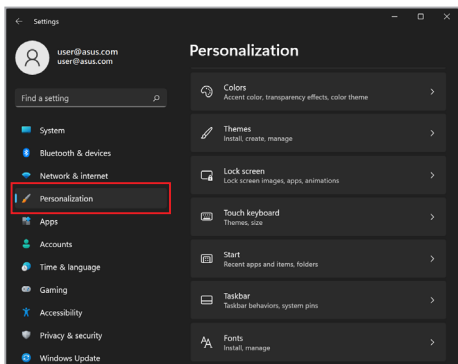 Settings
user@asus.com
user@asus.com
Find a setting
System
Bluetooth & devices
Network & internet
Personalization
Apps
Accounts
Time & language
Gaming
Accessibility
Privacy & security
Windows Update
Personalization
Colors
Accent color, transparency effects, color theme
Themes
Install, create, manage
Lock screen
Lock screen images, apps, animations
Touch keyboard
Themes, size
Start
Recent apps and items, folders
Taskbar
Taskbar behaviors, system pins
Fonts
Install, manage